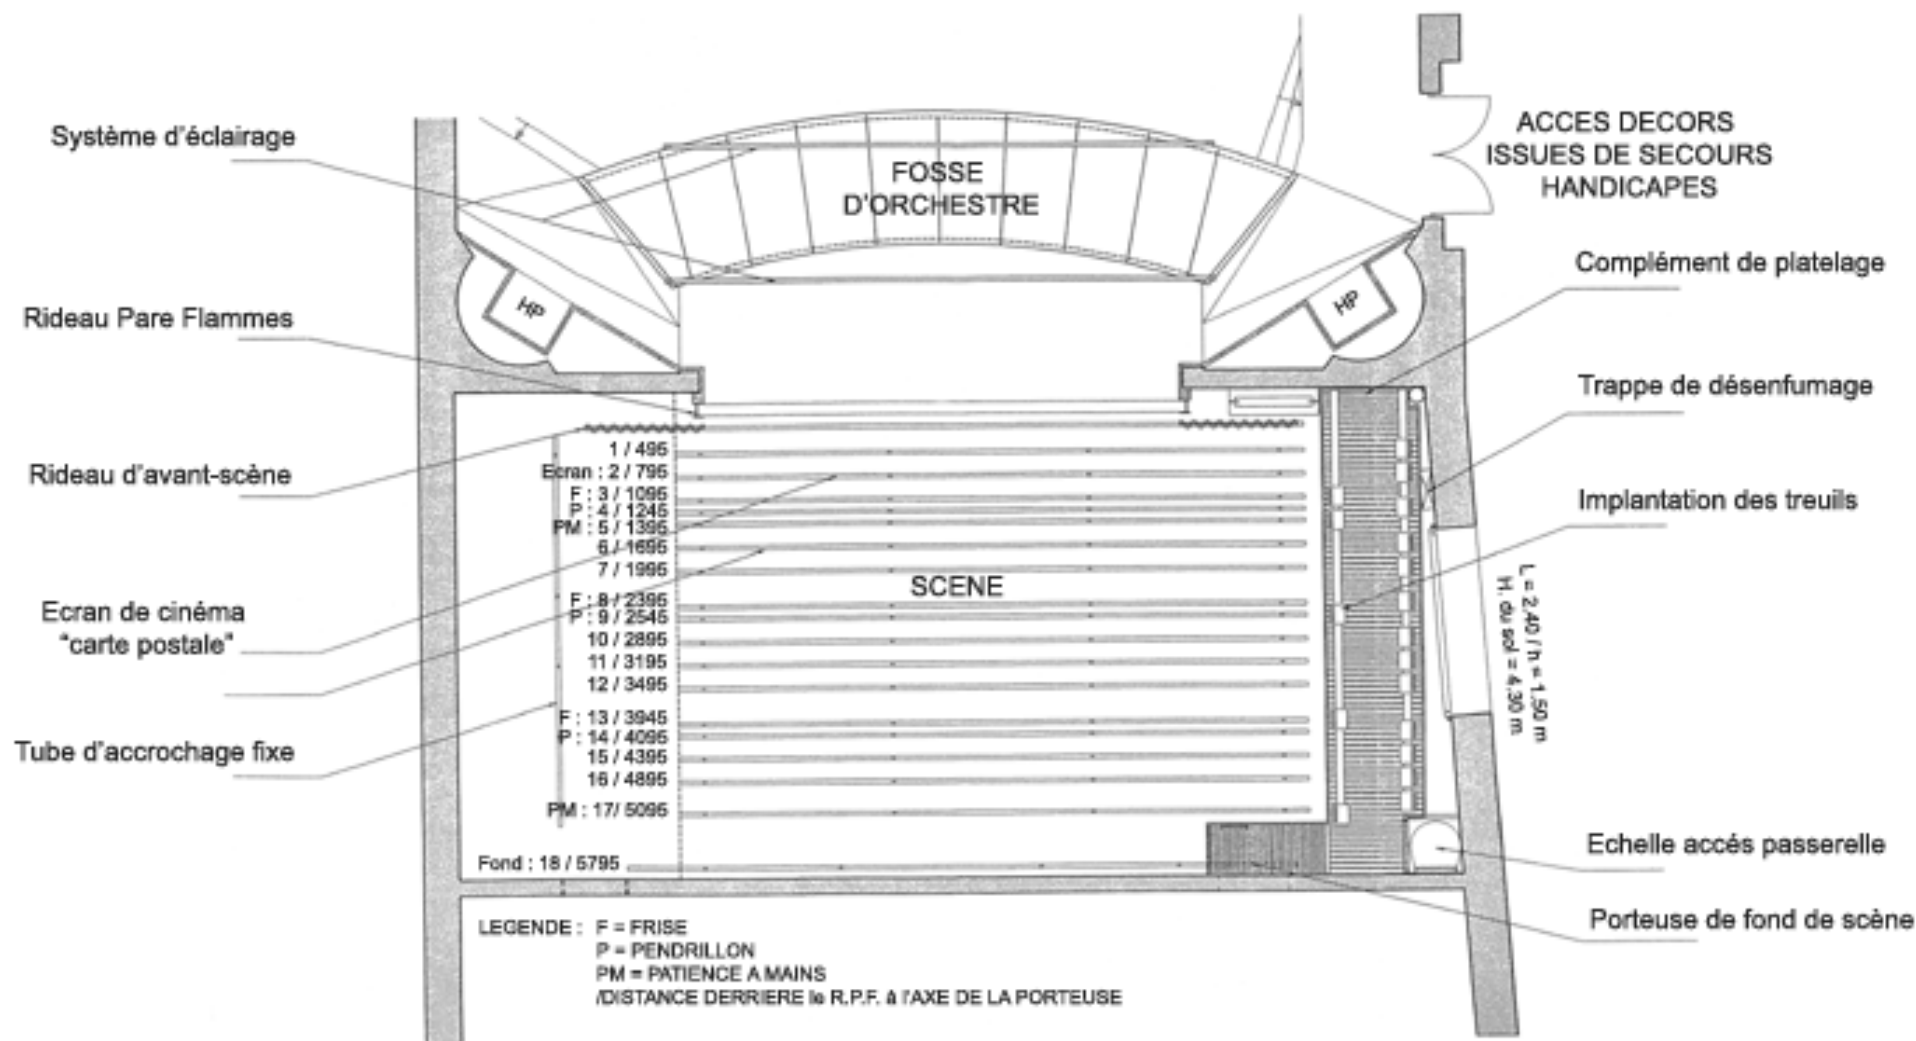 Système d'éclairage
Rideau Pare Flammes
Rideau d'avant-scène
Ecran de cinéma
"carte postale"
Tube d'accrochage fixe
FOSSE
D'ORCHESTRE
HP
HP
ACCES DECORS
ISSUES DE SECOURS
HANDICAPES
Complément de platelage
Trappe de désenfumage
Implantation des treuils
L = 2,40 / h = 1,50 m
H. du sol = 4,30 m
Echelle accés passerelle
Porteuse de fond de scène
1 / 495
Ecran : 2 / 795
F : 3 / 1095
P : 4 / 1245
PM : 5 / 1395
6 / 1695
7 / 1995
SCENE
F : 8 / 2395
P : 9 / 2545
10 / 2895
11 / 3195
12 / 3495
F : 13 / 3945
P : 14 / 4095
15 / 4395
16 / 4895
PM : 17/ 5095
Fond : 18 / 5795
LEGENDE : F = FRISE
P = PENDRILLON
PM = PATIENCE A MAINS
/DISTANCE DERRIERE le R.P.F. à l'AXE DE LA PORTEUSE